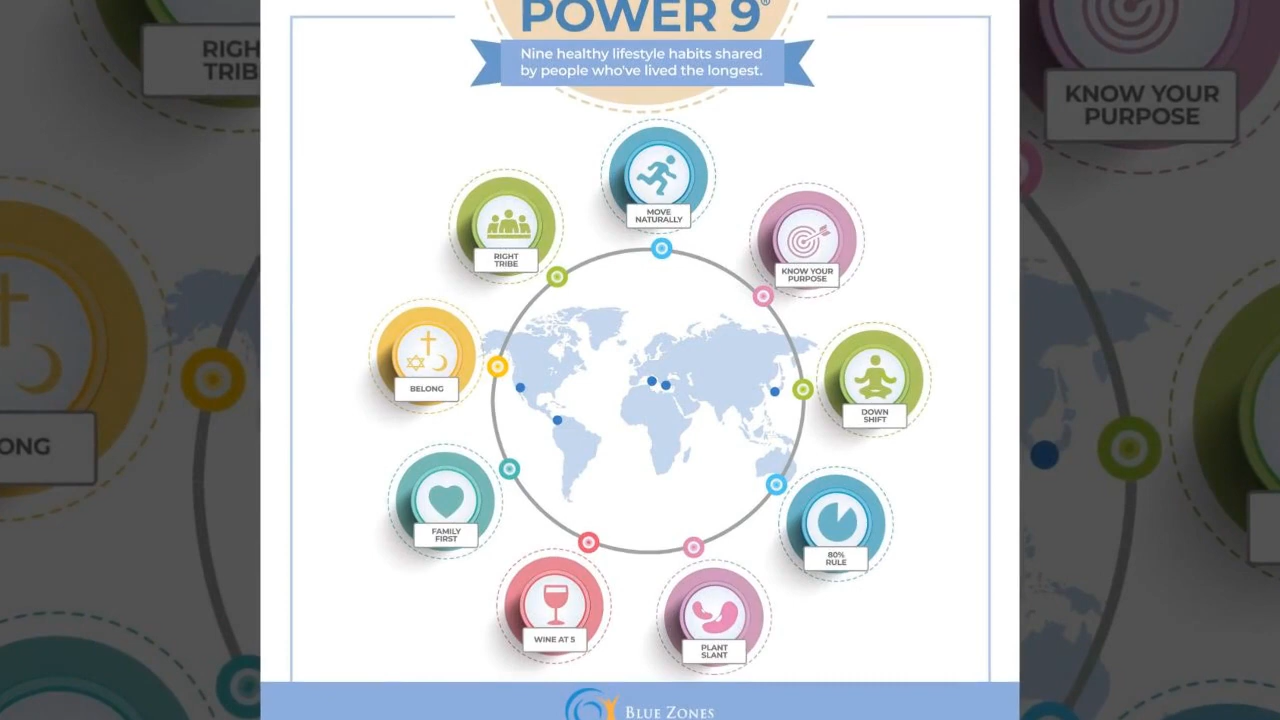 POWER 9®
Nine healthy lifestyle habits shared
by people who've lived the longest.
MOVE
NATURALLY
KNOW YOUR
PURPOSE
DOWN
SHIFT
80%
RULE
PLANT
SLANT
WINE AT 5
FAMILY
FIRST
BELONG
RIGHT
TRIBE
BLUE ZONES
RIGH
TRIB
ONG
KNOW YOUR
PURPOSE